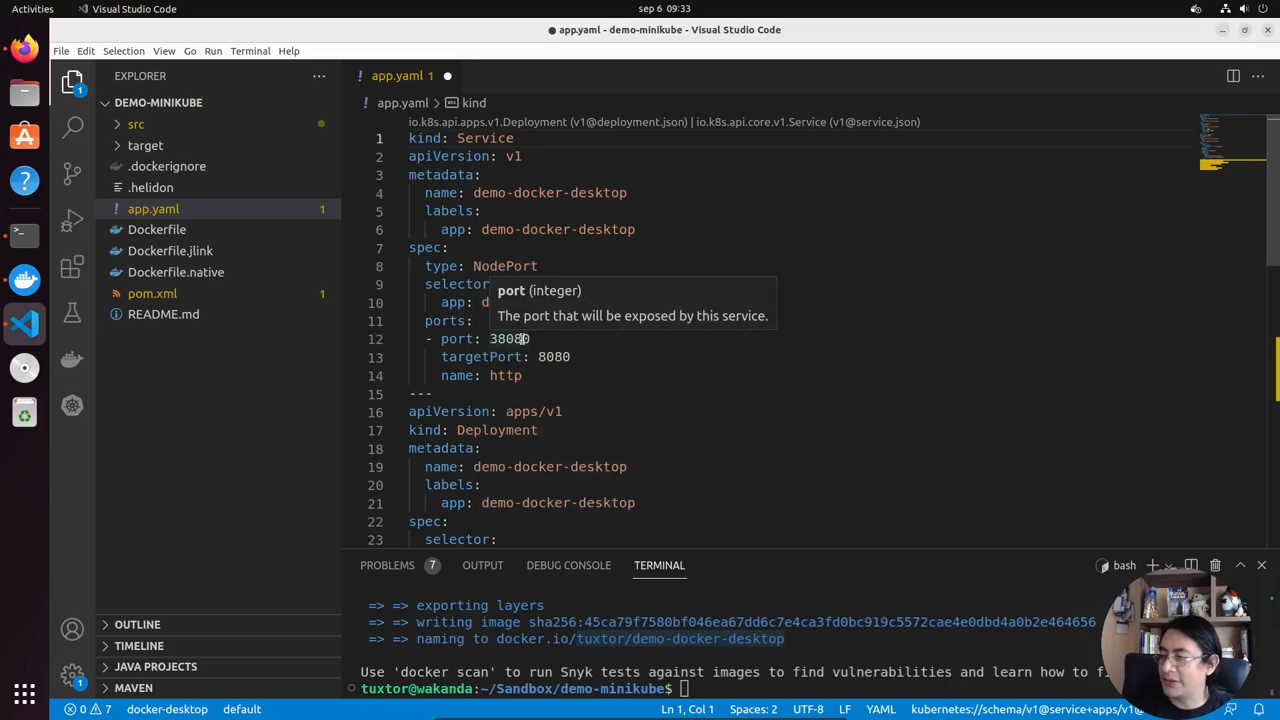 Activities
Visual Studio Code
sep 6 09:33
● app.yaml - demo-minikube - Visual Studio Code
File Edit Selection View Go Run Terminal Help
EXPLORER
DEMO-MINIKUBE
src
target
.dockerignore
.helidon
app.yaml 1
Dockerfile
Dockerfile.jlink
Dockerfile.native
pom.xml 1
README.md
OUTLINE
TIMELINE
JAVA PROJECTS
MAVEN
1
1
app.yaml 1
app.yaml > kind
io.k8s.api.apps.v1.Deployment (v1@deployment.json) | io.k8s.api.core.v1.Service (v1@service.json)
1 kind: Service
2 apiVersion: v1
3 metadata:
4 name: demo-docker-desktop
5 labels:
6 app: demo-docker-desktop
7 spec:
8 type: NodePort
9 selector
10 app: d
11 ports:
12 - port: 38080
13 targetPort: 8080
14 name: http
15 ---
16 apiVersion: apps/v1
17 kind: Deployment
18 metadata:
19 name: demo-docker-desktop
20 labels:
21 app: demo-docker-desktop
22 spec:
23 selector:
port (integer)
The port that will be exposed by this service.
PROBLEMS 7 OUTPUT DEBUG CONSOLE TERMINAL
bash
=> => exporting layers
=> => writing image sha256:45ca79f7580bf046ea67dd6c7e4ca3fd0bc919c5572cae4e0dbd4a0b2e464656
=> => naming to docker.io/tuxtor/demo-docker-desktop
Use 'docker scan' to run Snyk tests against images to find vulnerabilities and learn how to fi
tuxtor@wakanda:~/Sandbox/demo-minikube$
0 7 docker-desktop default
Ln 1, Col 1 Spaces: 2 UTF-8 LF YAML kubernetes://schema/v1@service+apps/v1@